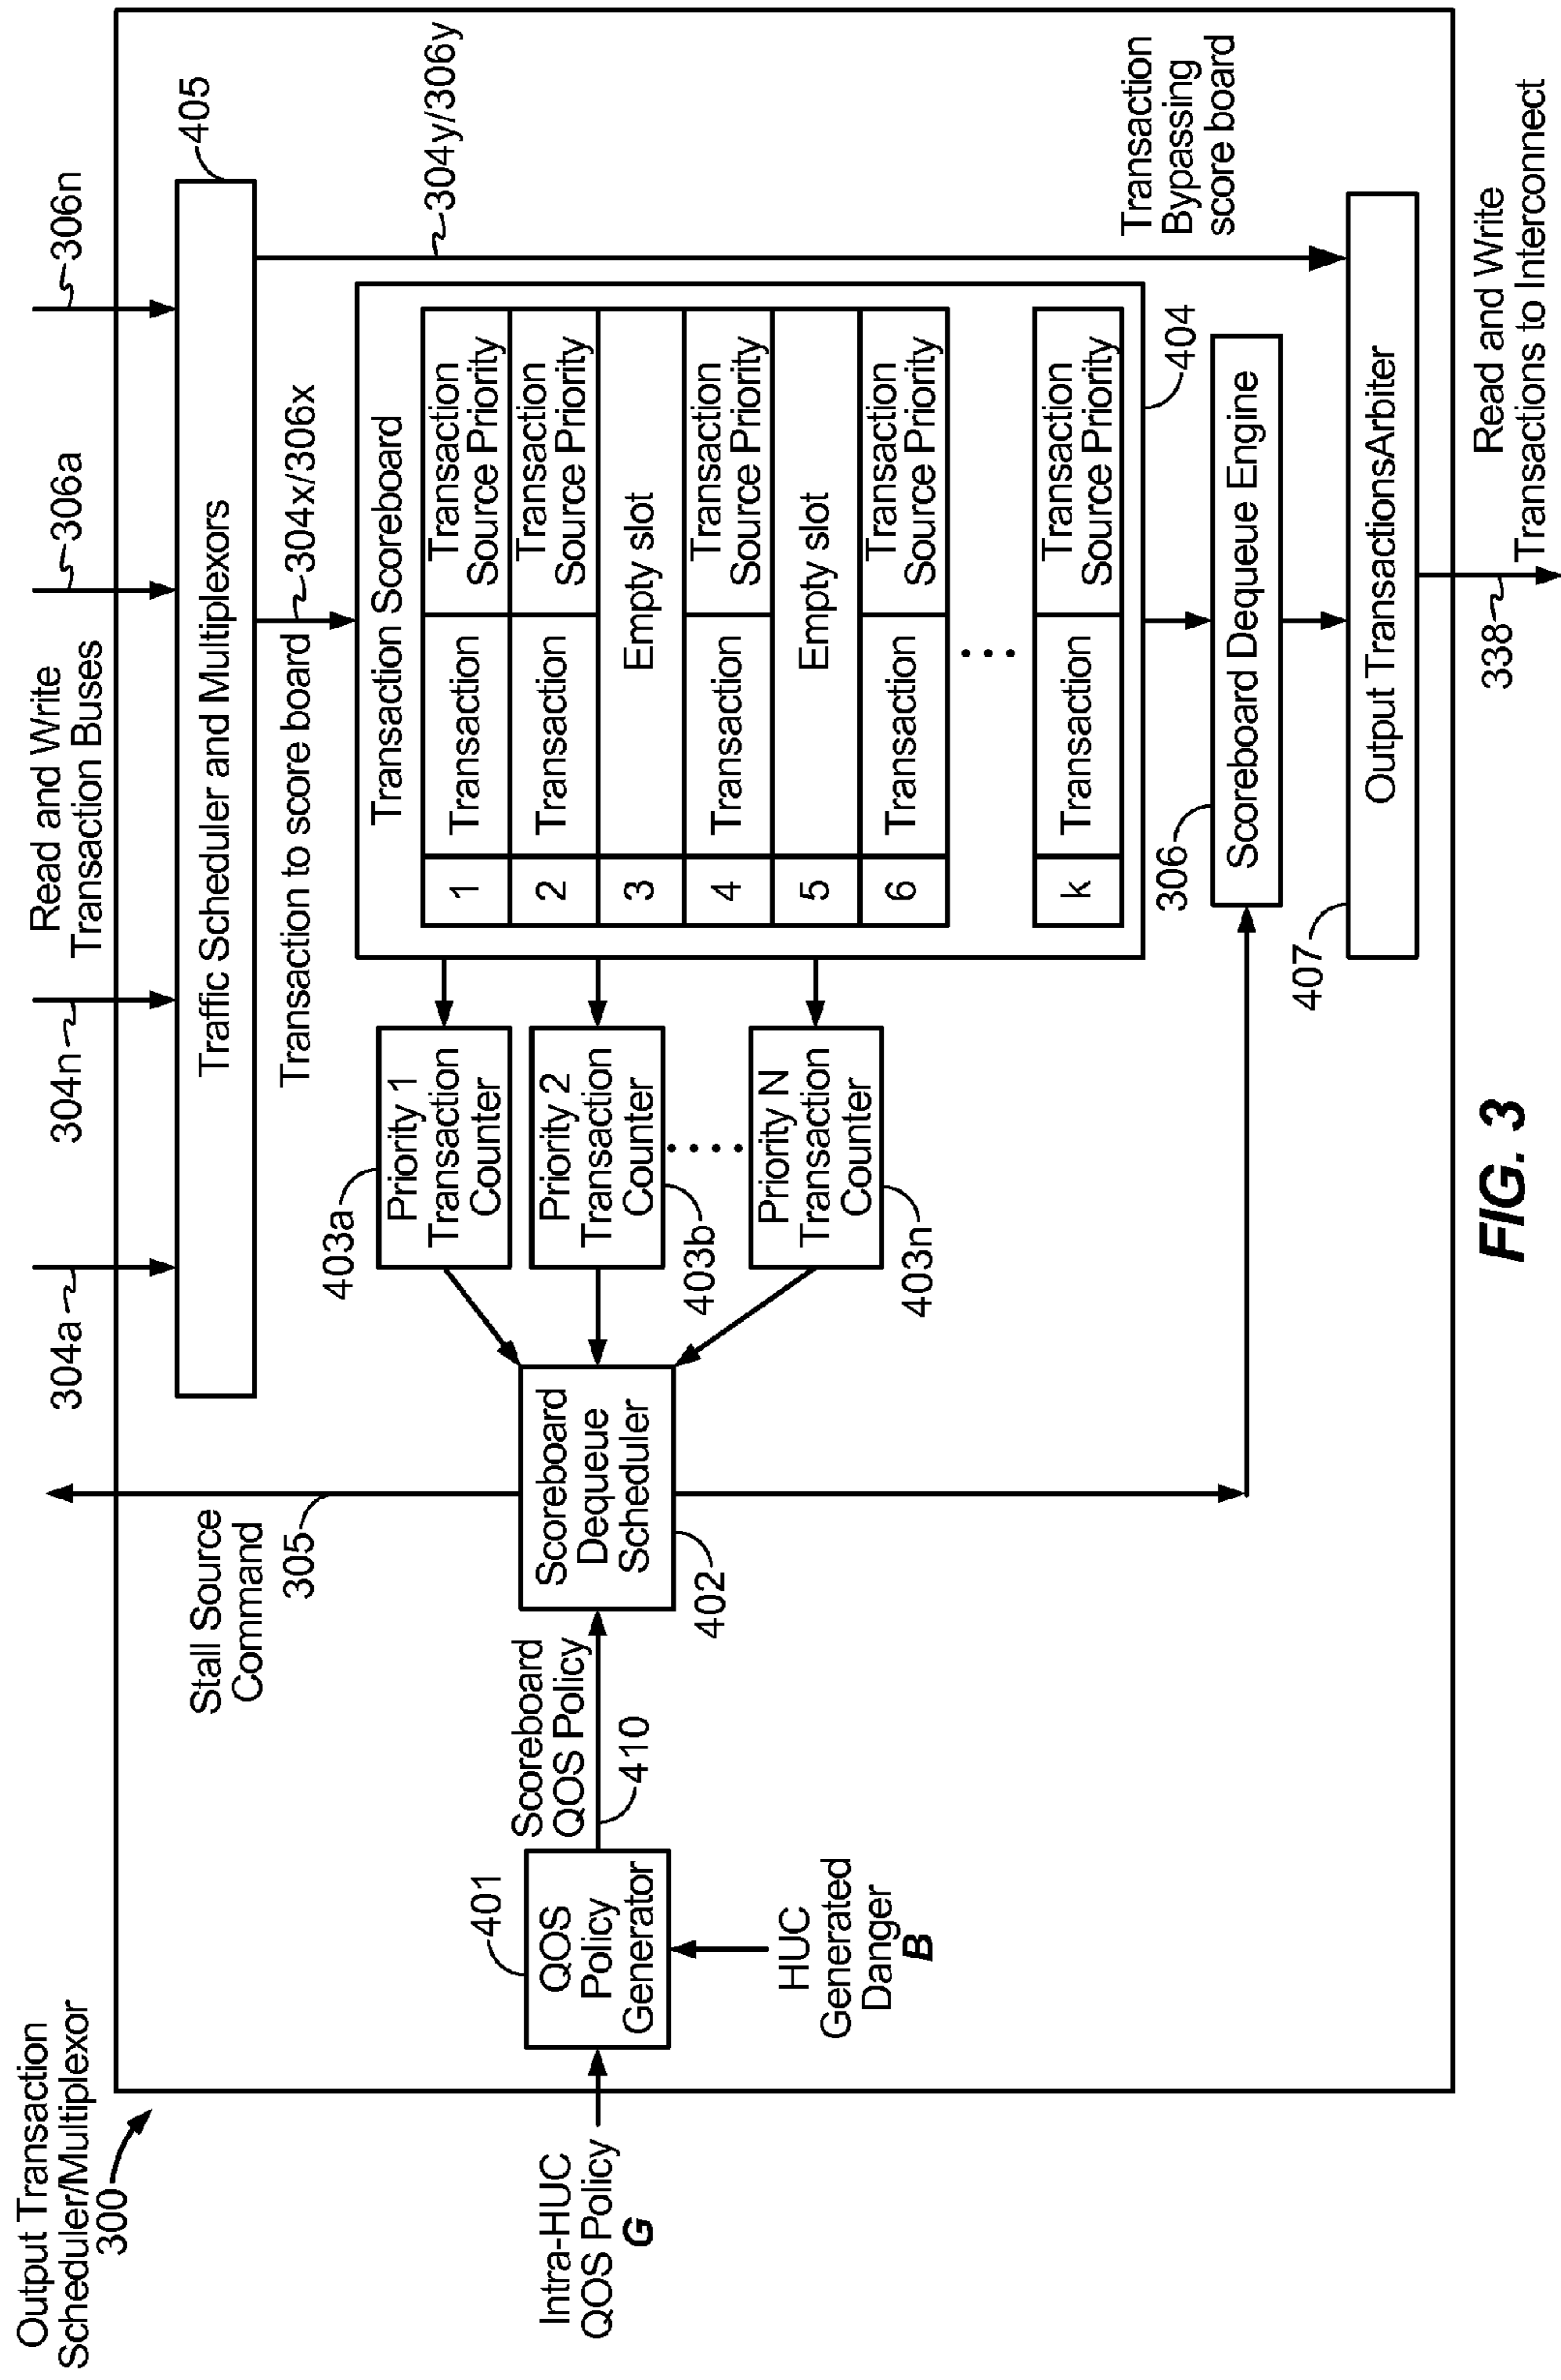 Output Transaction
Scheduler/Multiplexor
300
304a
304n
Read and Write
Transaction Buses
306a
306n
Traffic Scheduler and Multiplexors
405
Stall Source
Command
305
Transaction to score board
304x/306x
304y/306y
Transaction Scoreboard
1
Transaction
Transaction
Source Priority
2
Transaction
Transaction
Source Priority
3
Empty slot
4
Transaction
Transaction
Source Priority
5
Empty slot
6
Transaction
Transaction
Source Priority
k
Transaction
Transaction
Source Priority
404
403a
Priority 1
Transaction
Counter
Priority 2
Transaction
Counter
403b
Priority N
Transaction
Counter
403n
Intra-HUC
QOS Policy
G
401
QOS
Policy
Generator
HUC
Generated
Danger
B
Scoreboard
QOS Policy
410
Scoreboard
Dequeue
Scheduler
402
306
Scoreboard Dequeue Engine
Transaction
Bypassing
score board
407
Output TransactionsArbiter
338
Read and Write
Transactions to Interconnect
FIG. 3